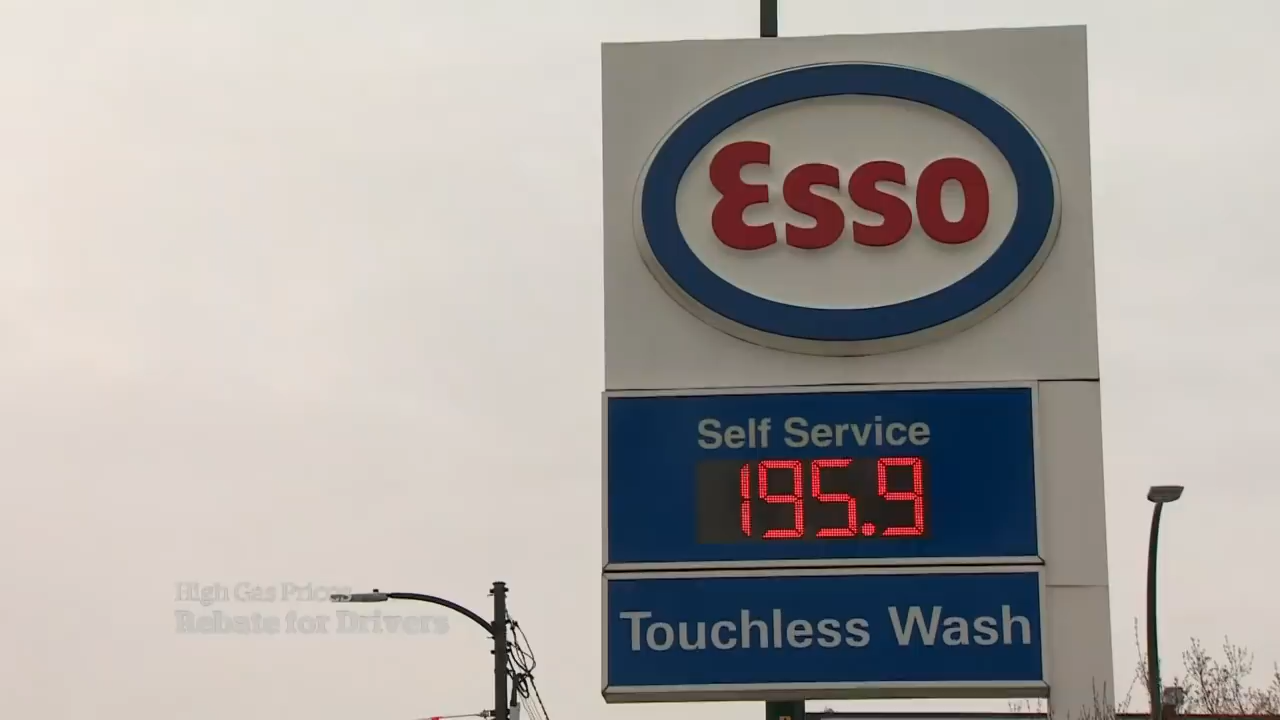 Esso
Self Service
195.9
Touchless Wash
High Gas Prices
Rebate for Drivers